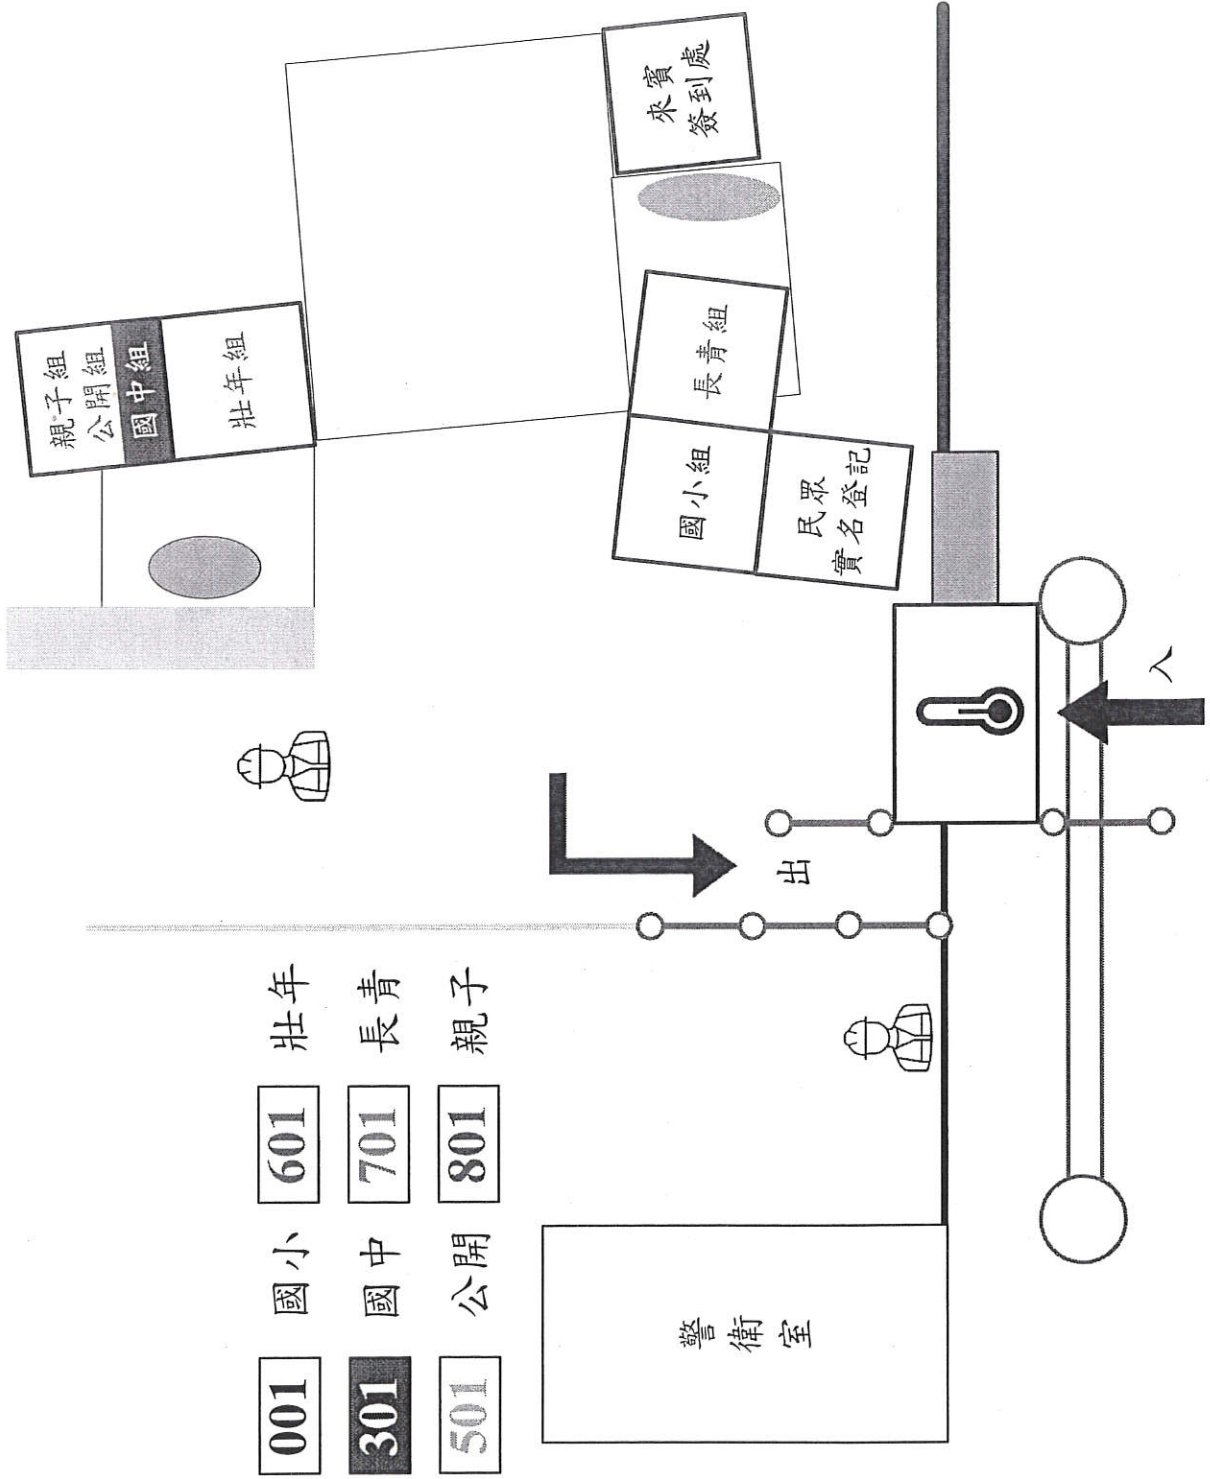 001 國小 601 壯年
301 國中 701 長青
501 公開 801 親子
警衛室
出
入
親子組
公開組
國中組
壯年組
國小組
長青組
民眾
實名登記
來賓
簽到處